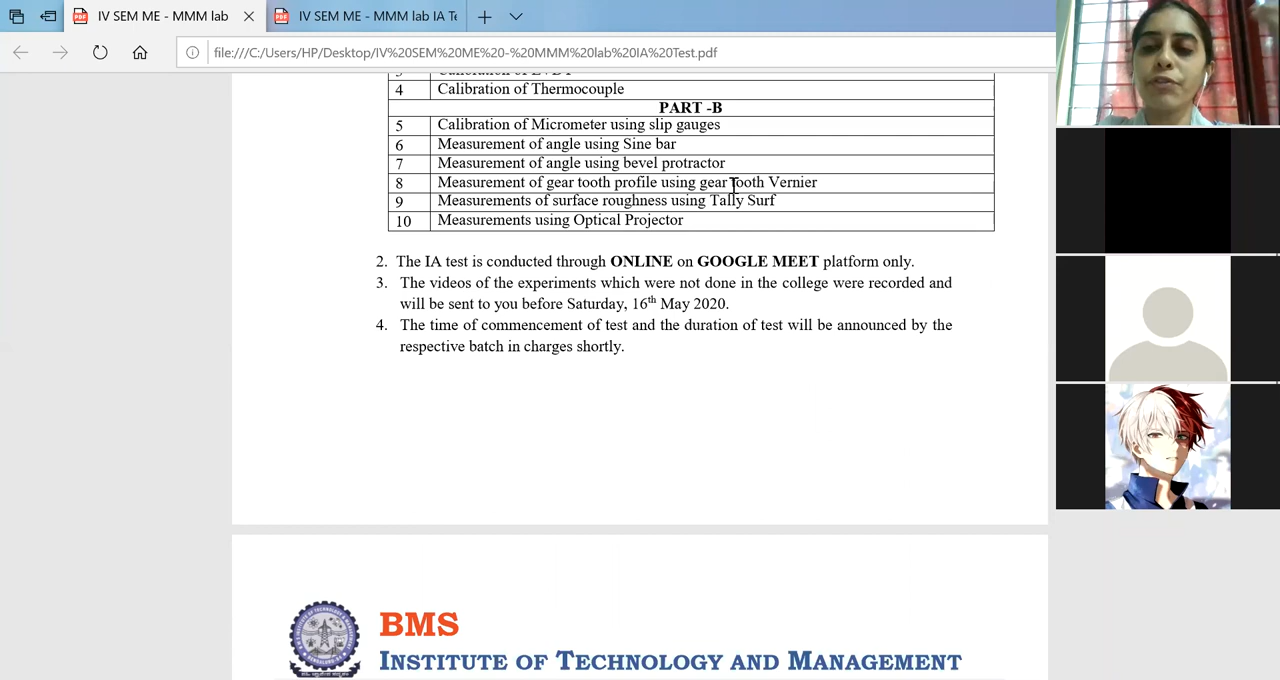 IV SEM ME - MMM lab
IV SEM ME - MMM lab IA Te
file:///C:/Users/HP/Desktop/IV%20SEM%20ME%20-%20MMM%20lab%20IA%20Test.pdf
4 Calibration of Thermocouple
PART -B
5 Calibration of Micrometer using slip gauges
6 Measurement of angle using Sine bar
7 Measurement of angle using bevel protractor
8 Measurement of gear tooth profile using gear tooth Vernier
9 Measurements of surface roughness using Tally Surf
10 Measurements using Optical Projector
2. The IA test is conducted through ONLINE on GOOGLE MEET platform only.
3. The videos of the experiments which were not done in the college were recorded and
will be sent to you before Saturday, 16th May 2020.
4. The time of commencement of test and the duration of test will be announced by the
respective batch in charges shortly.
BMS
INSTITUTE OF TECHNOLOGY AND MANAGEMENT